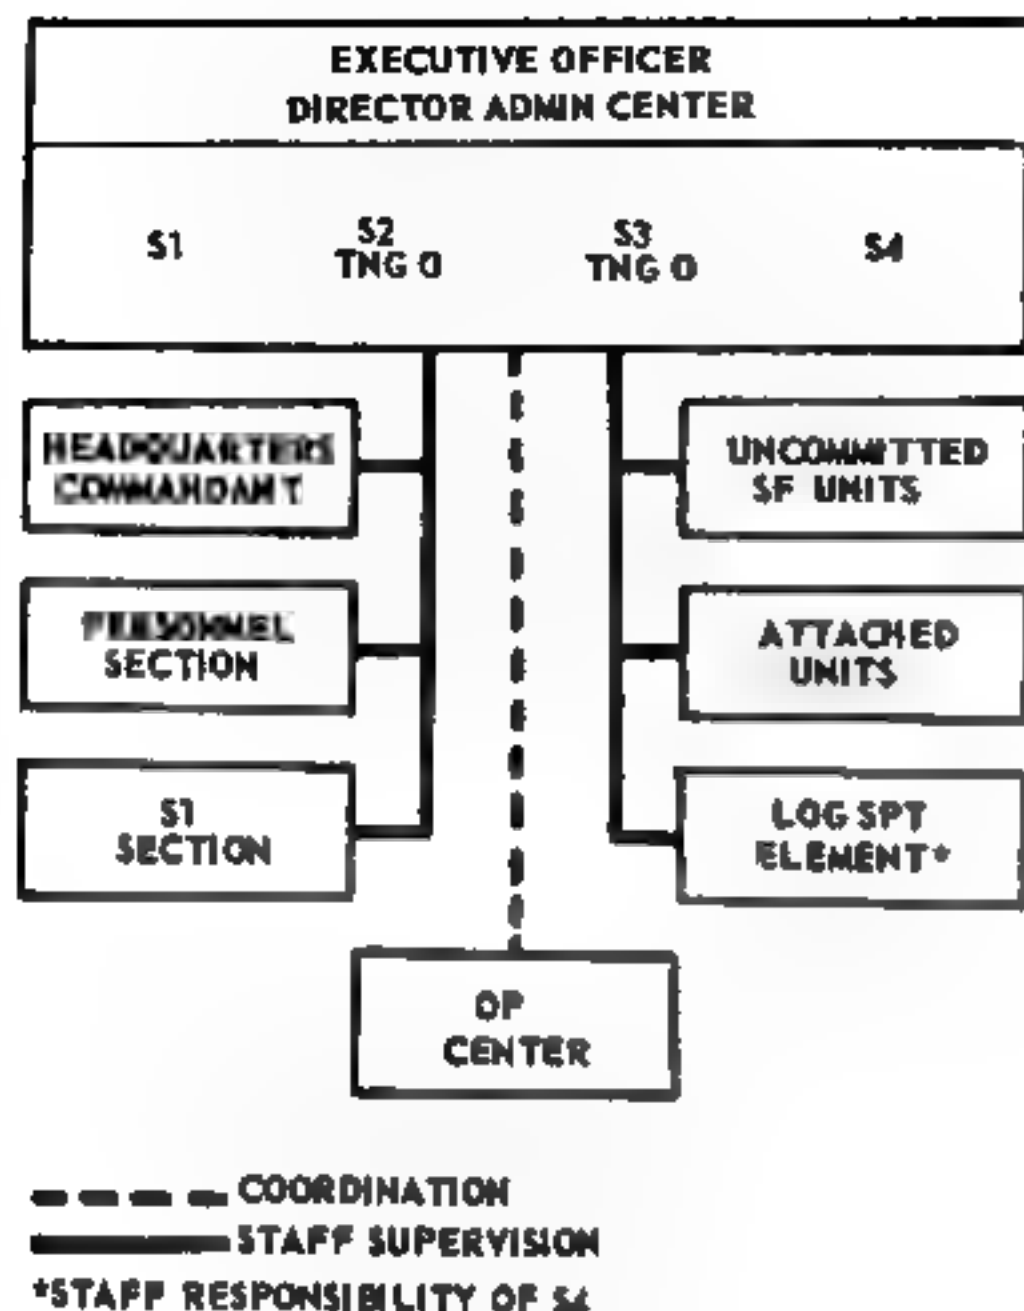 EXECUTIVE OFFICER
DIRECTOR ADMIN CENTER
S1
S2
TNG O
S3
TNG O
S4
HEADQUARTERS
COMMANDANT
UNCOMMITTED
SF UNITS
PERSONNEL
SECTION
ATTACHED
UNITS
S1
SECTION
LOG SPT
ELEMENT*
OP
CENTER
COORDINATION
STAFF SUPERVISION
*STAFF RESPONSIBILITY OF S4